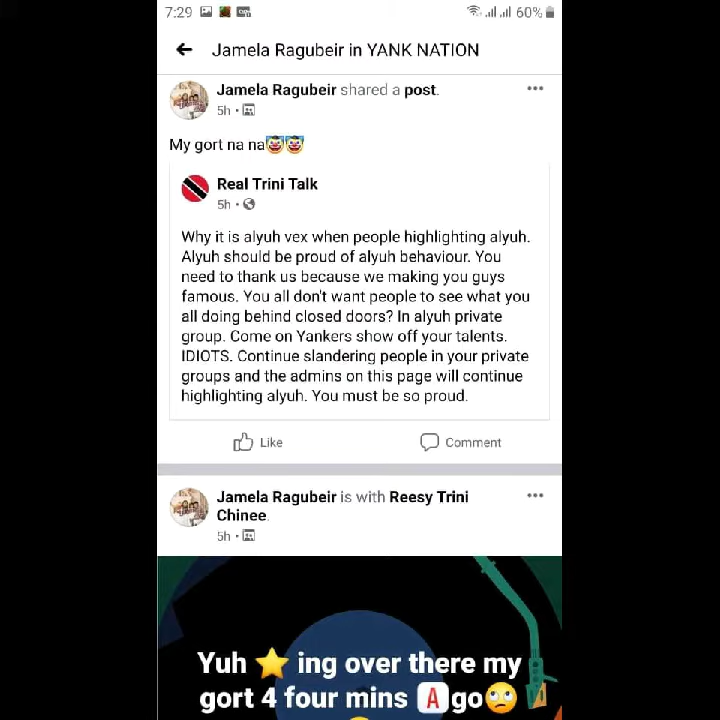 7:29 60%
Jamela Ragubeir in YANK NATION
Jamela Ragubeir shared a post.
5h
My gort na na🤡🤡
Real Trini Talk
5h
Why it is alyuh vex when people highlighting alyuh.
Alyuh should be proud of alyuh behaviour. You
need to thank us because we making you guys
famous. You all don't want people to see what you
all doing behind closed doors? In alyuh private
group. Come on Yankers show off your talents.
IDIOTS. Continue slandering people in your private
groups and the admins on this page will continue
highlighting alyuh. You must be so proud.
Like Comment
Jamela Ragubeir is with Reesy Trini
Chinee.
5h
Yuh ⭐ ing over there my
gort 4 four mins 🅰️go🙄